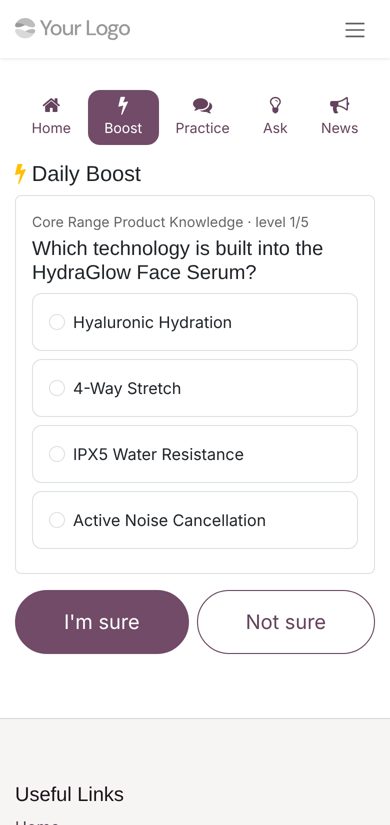 Your Logo
Home
Boost
Practice
Ask
News
Daily Boost
Core Range Product Knowledge · level 1/5
Which technology is built into the
HydraGlow Face Serum?
Hyaluronic Hydration
4-Way Stretch
IPX5 Water Resistance
Active Noise Cancellation
I'm sure
Not sure
Useful Links
Home